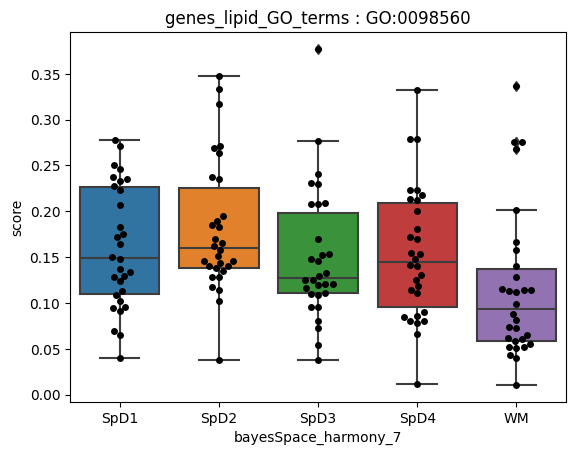 genes_lipid_GO_terms : GO:0098560
0.35
0.30
0.25
0.20
0.15
0.10
0.05
0.00
score
SpD1 SpD2 SpD3 SpD4 WM
bayesSpace_harmony_7